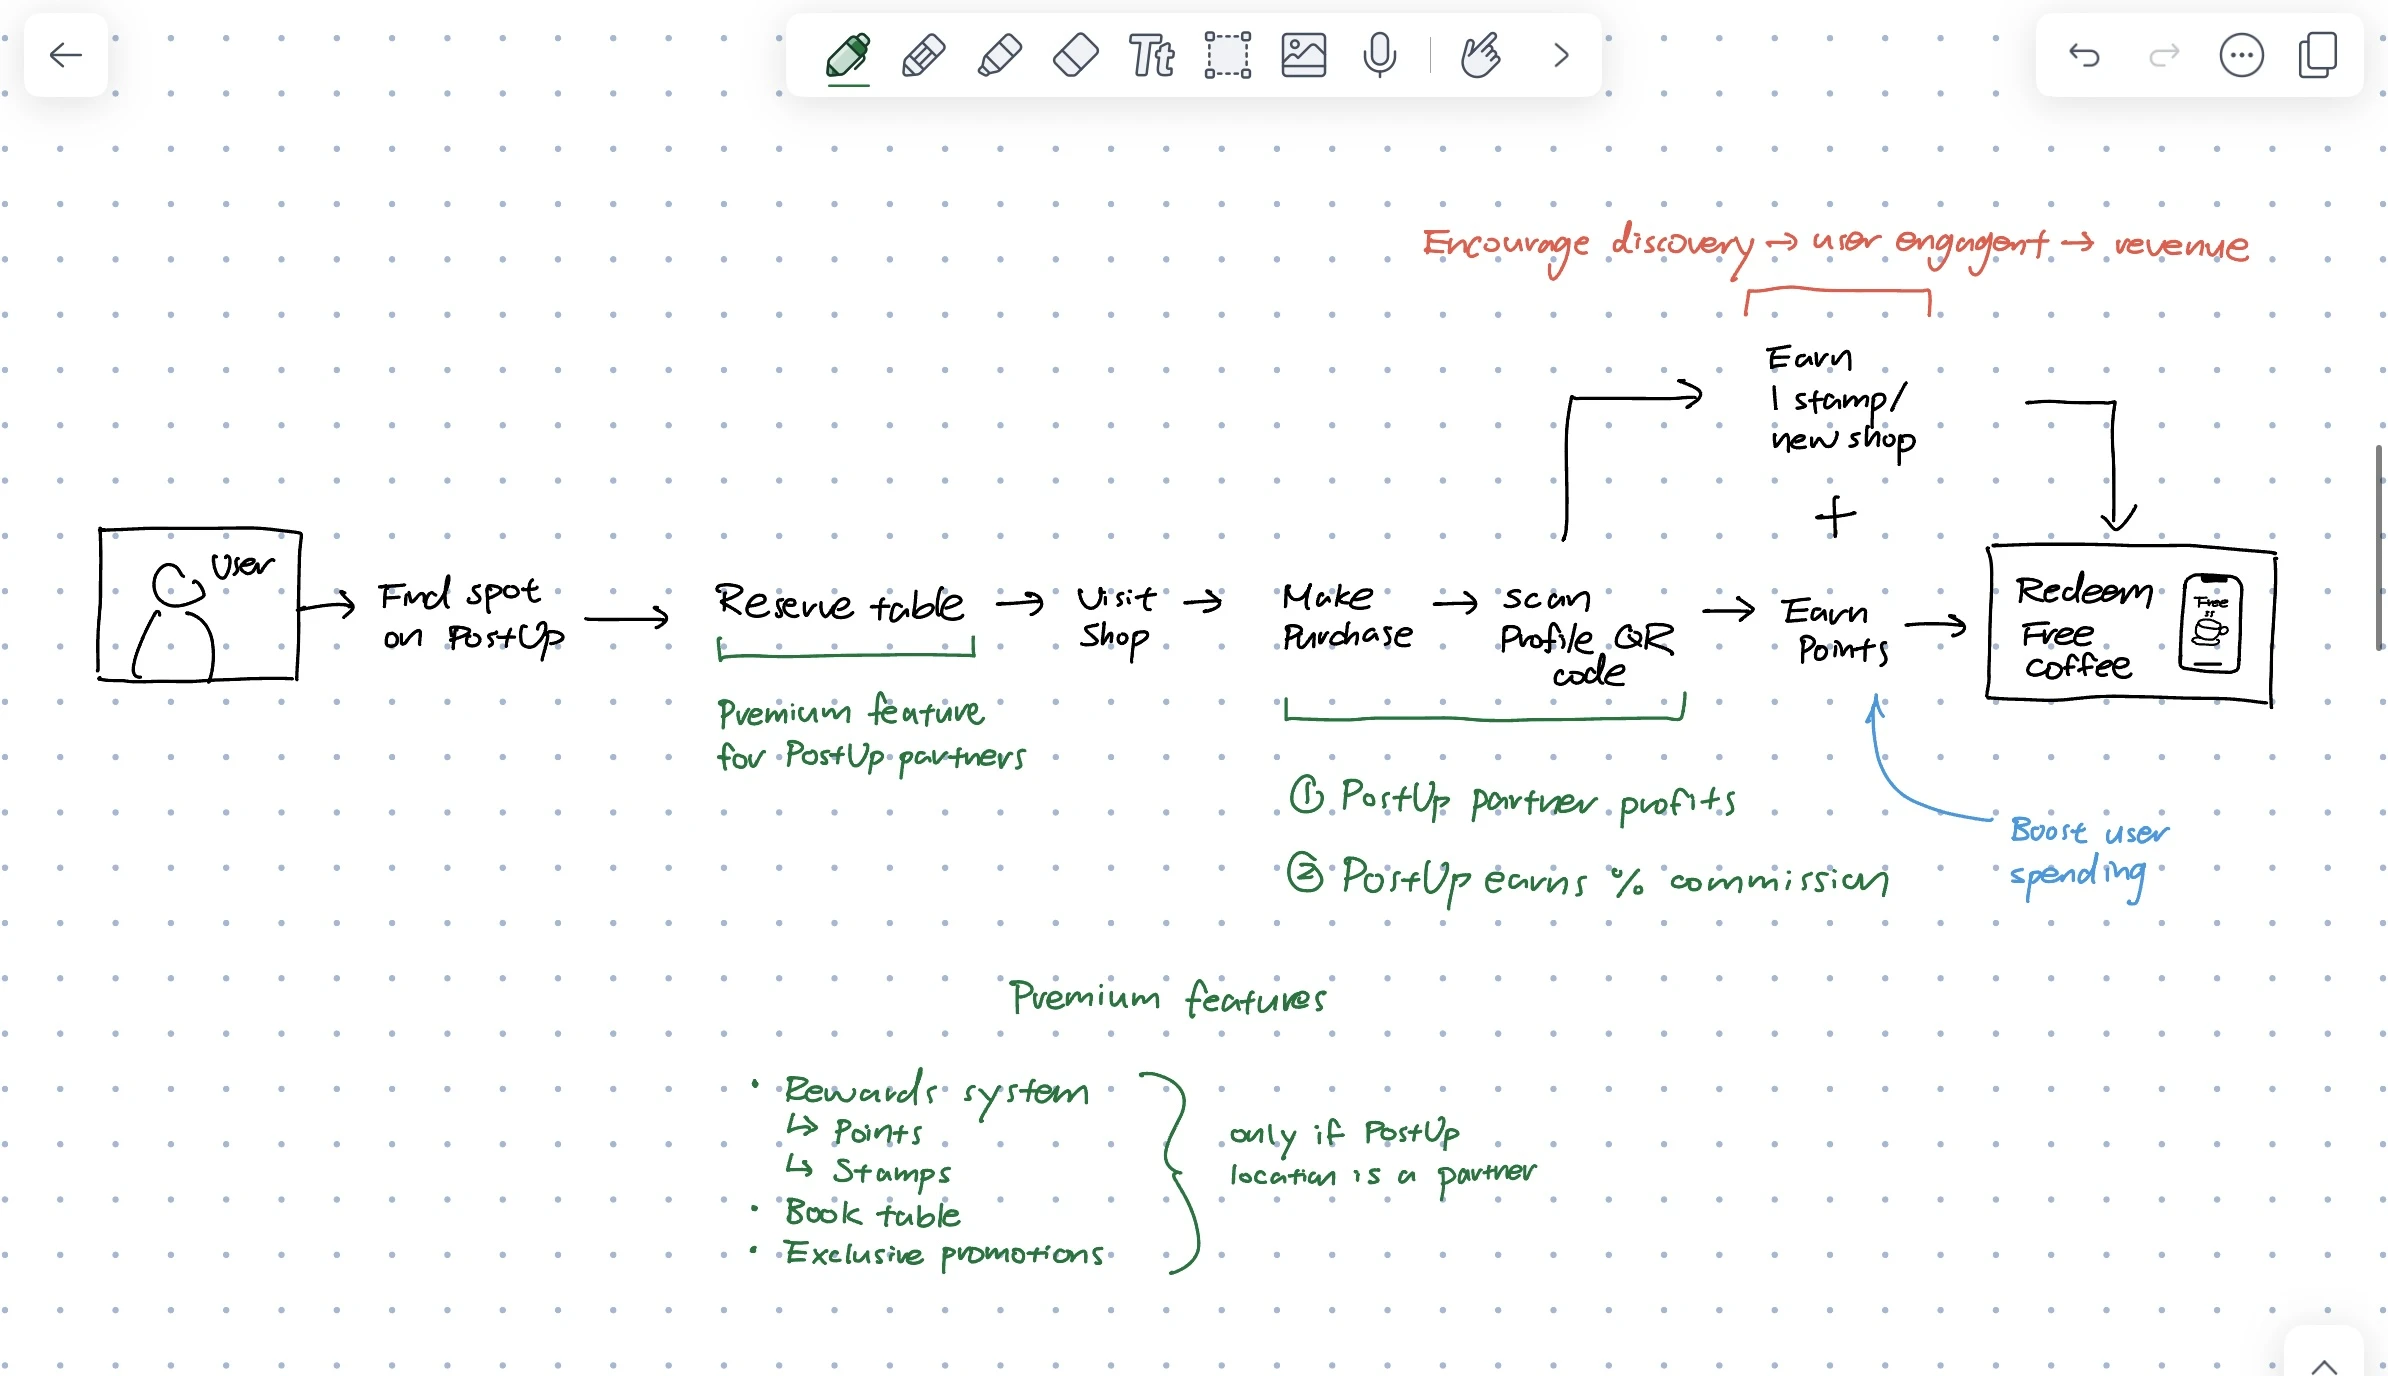 Encourage discovery → user engagent → revenue
Earn
1 stamp/
new shop
+
User
Find spot
on PostUp
Reserve table
Visit
Shop
Make
Purchase
scan
Profile QR
code
Earn
Points
Redeem
Free
coffee
Free
Premium feature
for PostUp partners
① PostUp partner profits
② PostUp earns % commission
Boost user
spending
Premium features
• Rewards system
↳ Points
↳ Stamps
• Book table
• Exclusive promotions
only if PostUp
location is a partner
Tt